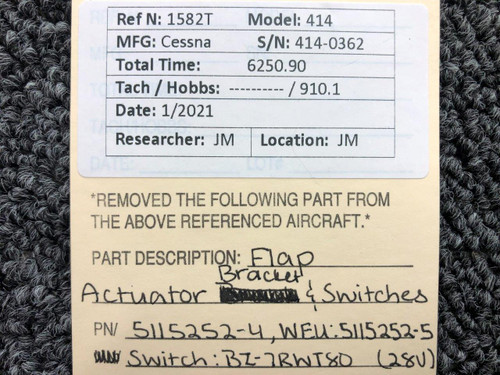 Ref N: 1582T Model: 414
MFG: Cessna S/N: 414-0362
Total Time: 6250.90
Tach / Hobbs: ---------- / 910.1
Date: 1/2021
Researcher: JM Location: JM
*REMOVED THE FOLLOWING PART FROM
THE ABOVE REFERENCED AIRCRAFT.*
PART DESCRIPTION: Flap
Bracket
Actuator & Switches
PN/ 5115252-4, WFU:5115252-5
Switch: BZ-7RWT80 (28V)